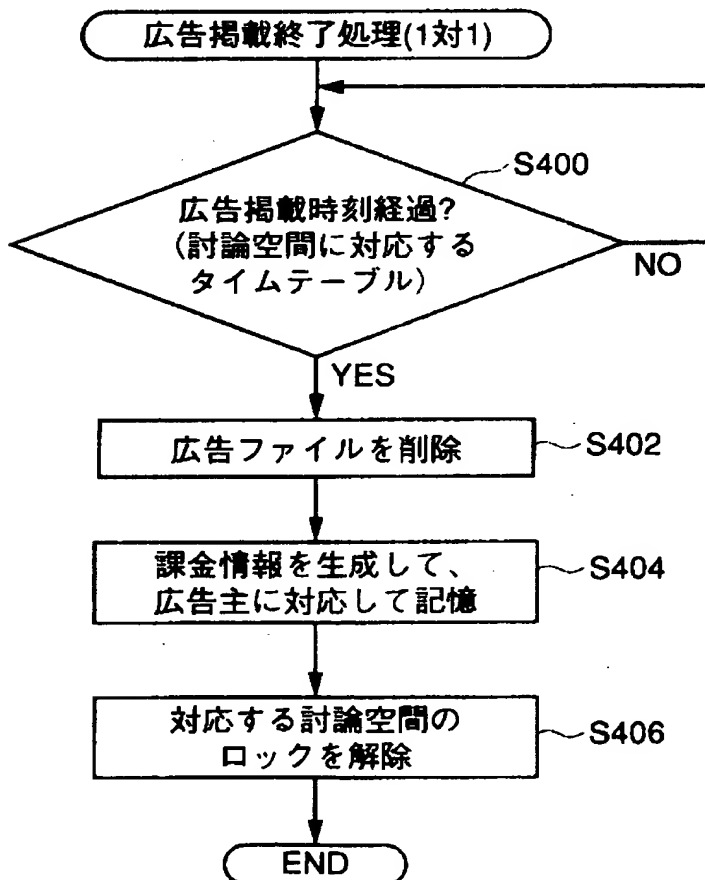 広告掲載終了処理(1対1)
S400
広告掲載時刻経過?
(討論空間に対応する
タイムテーブル)
NO
YES
広告ファイルを削除
S402
課金情報を生成して、
広告主に対応して記憶
S404
対応する討論空間の
ロックを解除
S406
END